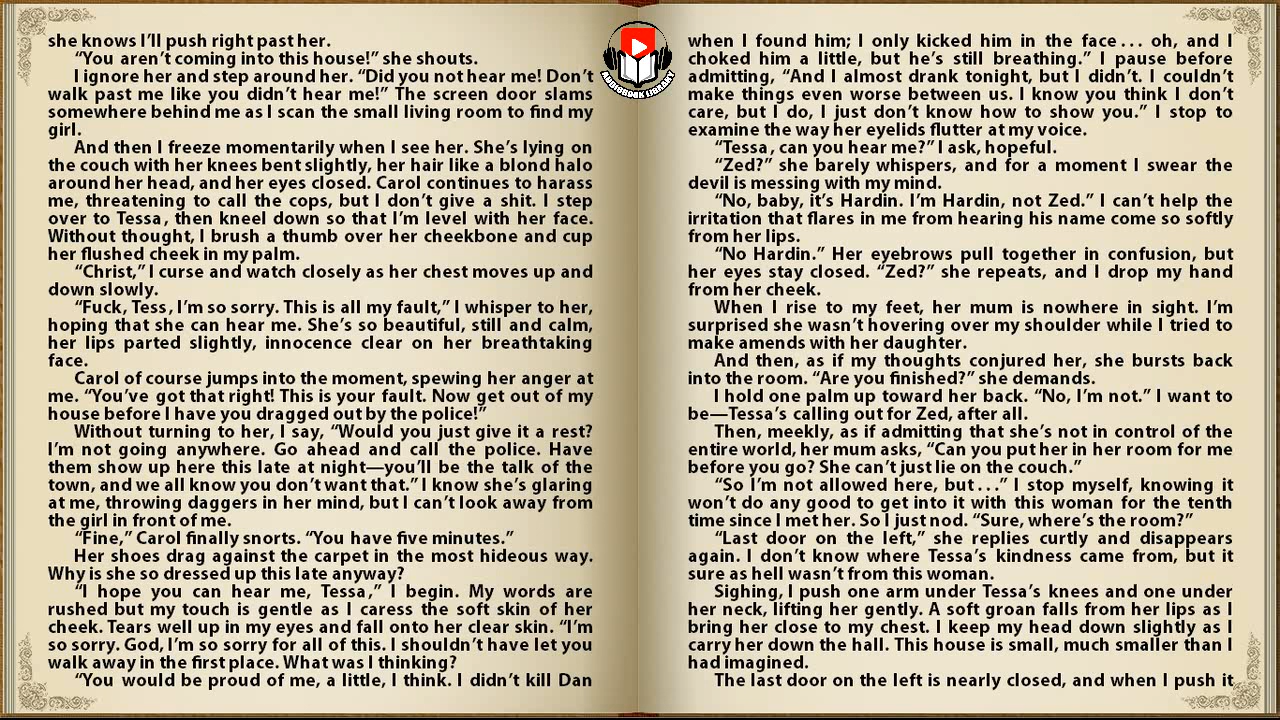 she knows I’ll push right past her.
“You aren’t coming into this house!” she shouts.
I ignore her and step around her. “Did you not hear me! Don’t
walk past me like you didn’t hear me!” The screen door slams
somewhere behind me as I scan the small living room to find my
girl.
And then I freeze momentarily when I see her. She’s lying on
the couch with her knees bent slightly, her hair like a blond halo
around her head, and her eyes closed. Carol continues to harass
me, threatening to call the cops, but I don’t give a shit. I step
over to Tessa, then kneel down so that I’m level with her face.
Without thought, I brush a thumb over her cheekbone and cup
her flushed cheek in my palm.
“Christ,” I curse and watch closely as her chest moves up and
down slowly.
“Fuck, Tess, I’m so sorry. This is all my fault,” I whisper to her,
hoping that she can hear me. She’s so beautiful, still and calm,
her lips parted slightly, innocence clear on her breathtaking
face.
Carol of course jumps into the moment, spewing her anger at
me. “You’ve got that right! This is your fault. Now get out of my
house before I have you dragged out by the police!”
Without turning to her, I say, “Would you just give it a rest?
I’m not going anywhere. Go ahead and call the police. Have
them show up here this late at night—you’ll be the talk of the
town, and we all know you don’t want that.” I know she’s glaring
at me, throwing daggers in her mind, but I can’t look away from
the girl in front of me.
“Fine,” Carol finally snorts. “You have five minutes.”
Her shoes drag against the carpet in the most hideous way.
Why is she so dressed up this late anyway?
“I hope you can hear me, Tessa,” I begin. My words are
rushed but my touch is gentle as I caress the soft skin of her
cheek. Tears well up in my eyes and fall onto her clear skin. “I’m
so sorry. God, I’m so sorry for all of this. I shouldn’t have let you
walk away in the first place. What was I thinking?
“You would be proud of me, a little, I think. I didn’t kill Dan
AUDIOBOOK LIBRARY
when I found him; I only kicked him in the face . . . oh, and I
choked him a little, but he’s still breathing.” I pause before
admitting, “And I almost drank tonight, but I didn’t. I couldn’t
make things even worse between us. I know you think I don’t
care, but I do, I just don’t know how to show you.” I stop to
examine the way her eyelids flutter at my voice.
“Tessa, can you hear me?” I ask, hopeful.
“Zed?” she barely whispers, and for a moment I swear the
devil is messing with my mind.
“No, baby, it’s Hardin. I’m Hardin, not Zed.” I can’t help the
irritation that flares in me from hearing his name come so softly
from her lips.
“No Hardin.” Her eyebrows pull together in confusion, but
her eyes stay closed. “Zed?” she repeats, and I drop my hand
from her cheek.
When I rise to my feet, her mum is nowhere in sight. I’m
surprised she wasn’t hovering over my shoulder while I tried to
make amends with her daughter.
And then, as if my thoughts conjured her, she bursts back
into the room. “Are you finished?” she demands.
I hold one palm up toward her back. “No, I’m not.” I want to
be—Tessa’s calling out for Zed, after all.
Then, meekly, as if admitting that she’s not in control of the
entire world, her mum asks, “Can you put her in her room for me
before you go? She can’t just lie on the couch.”
“So I’m not allowed here, but . . .” I stop myself, knowing it
won’t do any good to get into it with this woman for the tenth
time since I met her. So I just nod. “Sure, where’s the room?”
“Last door on the left,” she replies curtly and disappears
again. I don’t know where Tessa’s kindness came from, but it
sure as hell wasn’t from this woman.
Sighing, I push one arm under Tessa’s knees and one under
her neck, lifting her gently. A soft groan falls from her lips as I
bring her close to my chest. I keep my head down slightly as I
carry her down the hall. This house is small, much smaller than I
had imagined.
The last door on the left is nearly closed, and when I push it